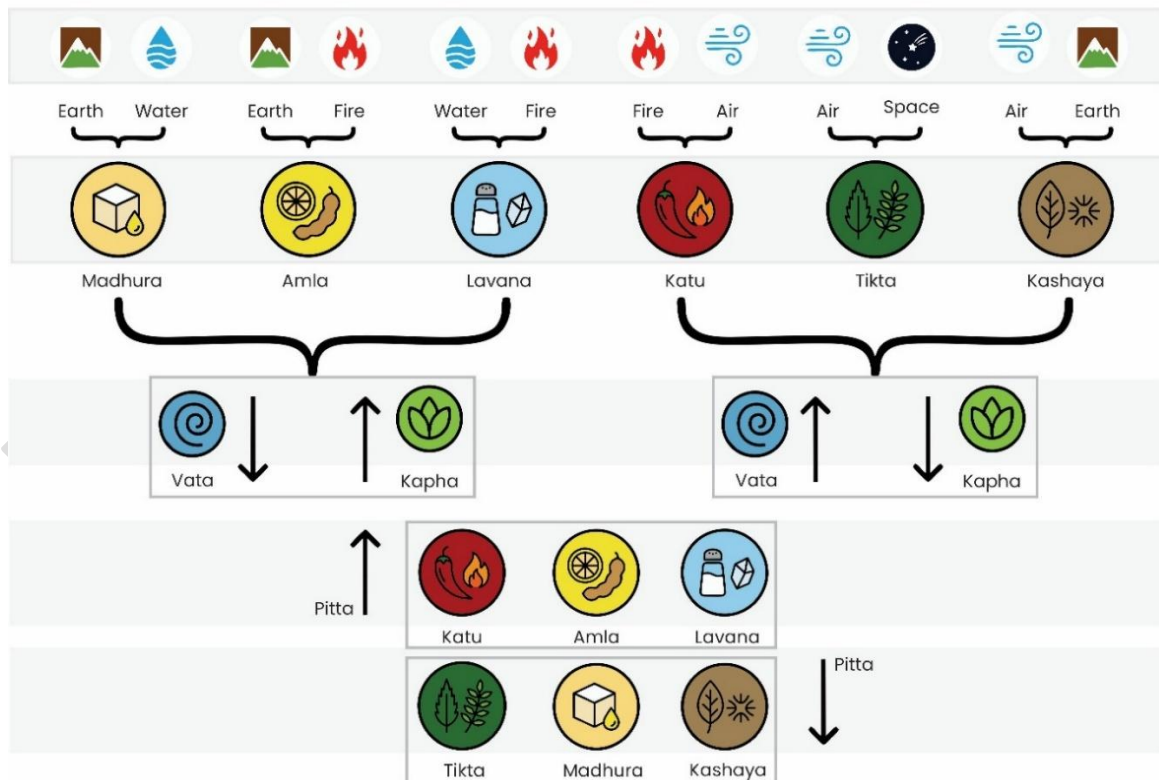 Earth Water Earth Fire Water Fire Fire Air Air Space Air Earth
Madhura Amla Lavana Katu Tikta Kashaya
Vata Kapha Vata Kapha
Pitta
Katu Amla Lavana
Pitta
Tikta Madhura Kashaya